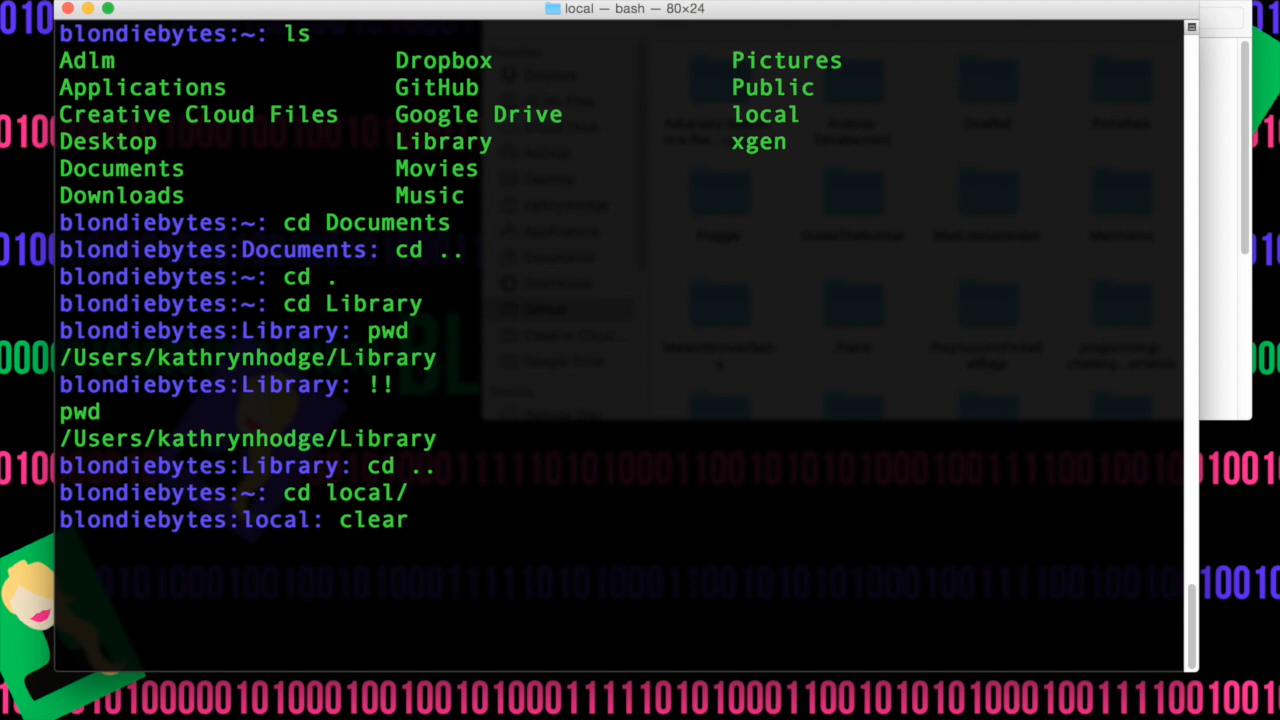 local — bash — 80×24
blondiebytes:~: ls
Adlm Dropbox Pictures
Applications GitHub Public
Creative Cloud Files Google Drive local
Desktop Library xgen
Documents Movies
Downloads Music
blondiebytes:~: cd Documents
blondiebytes:Documents: cd ..
blondiebytes:~: cd .
blondiebytes:~: cd Library
blondiebytes:Library: pwd
/Users/kathrynhodge/Library
blondiebytes:Library: !!
pwd
/Users/kathrynhodge/Library
blondiebytes:Library: cd ..
blondiebytes:~: cd local/
blondiebytes:local: clear